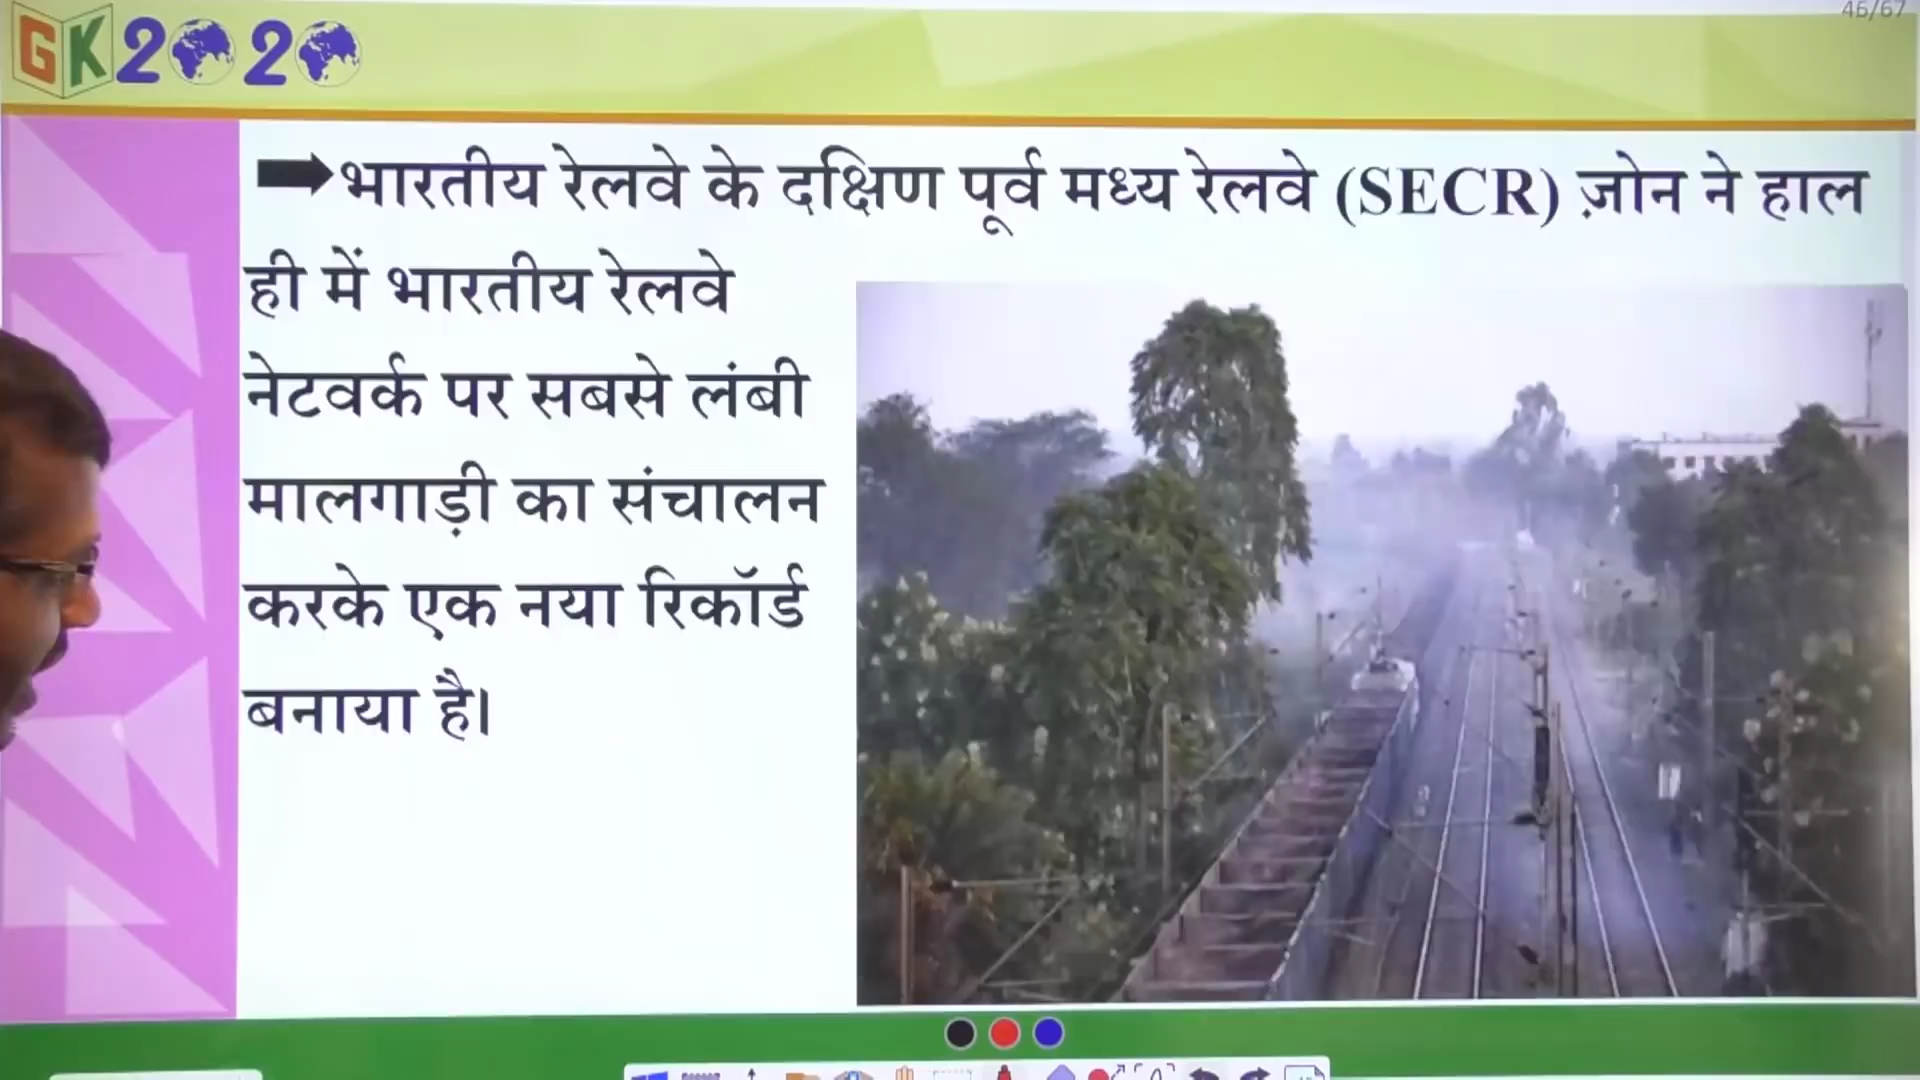 46/67
GK2020
➡भारतीय रेलवे के दक्षिण पूर्व मध्य रेलवे (SECR) ज़ोन ने हाल
ही में भारतीय रेलवे
नेटवर्क पर सबसे लंबी
मालगाड़ी का संचालन
करके एक नया रिकॉर्ड
बनाया है।